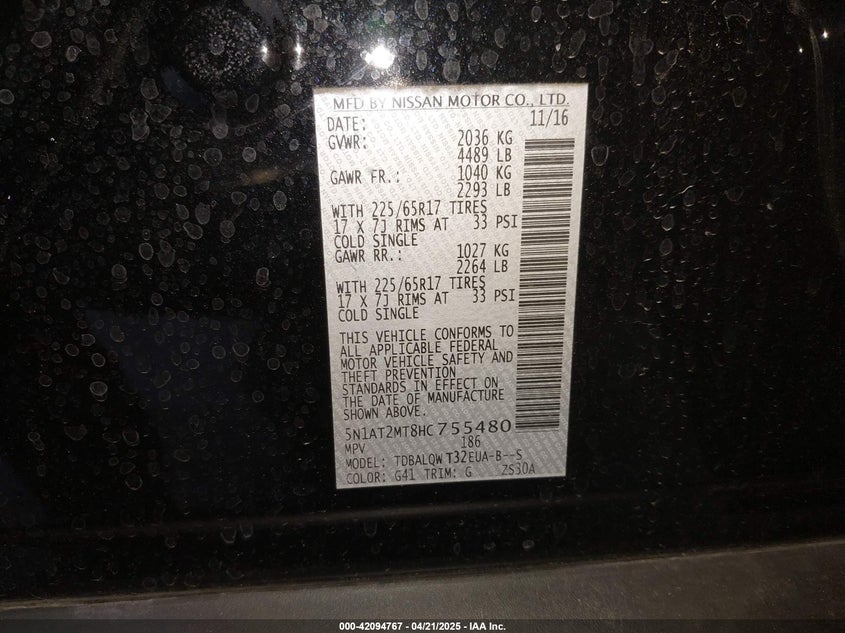 MFD BY NISSAN MOTOR CO., LTD.
DATE: 11/16
GVWR: 2036 KG
4489 LB
GAWR FR.: 1040 KG
2293 LB
WITH 225/65R17 TIRES
17 X 7J RIMS AT 33 PSI
COLD SINGLE
GAWR RR.: 1027 KG
2264 LB
WITH 225/65R17 TIRES
17 X 7J RIMS AT 33 PSI
COLD SINGLE
THIS VEHICLE CONFORMS TO
ALL APPLICABLE FEDERAL
MOTOR VEHICLE SAFETY AND
THEFT PREVENTION
STANDARDS IN EFFECT ON
THE DATE OF MANUFACTURE
SHOWN ABOVE.
5N1AT2MT8HC755480
MPV 186
MODEL: TDBALQW T32EUA-B--S
COLOR: G41 TRIM: G ZS30A
000-42094767 / 04/21/2025 - IAA Inc.